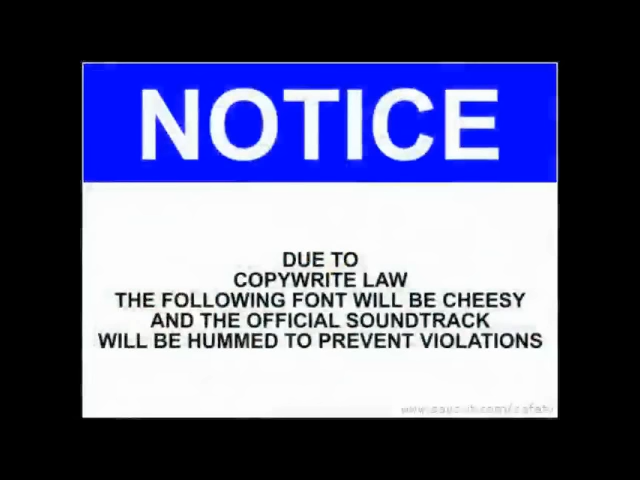 NOTICE
DUE TO
COPYWRITE LAW
THE FOLLOWING FONT WILL BE CHEESY
AND THE OFFICIAL SOUNDTRACK
WILL BE HUMMED TO PREVENT VIOLATIONS